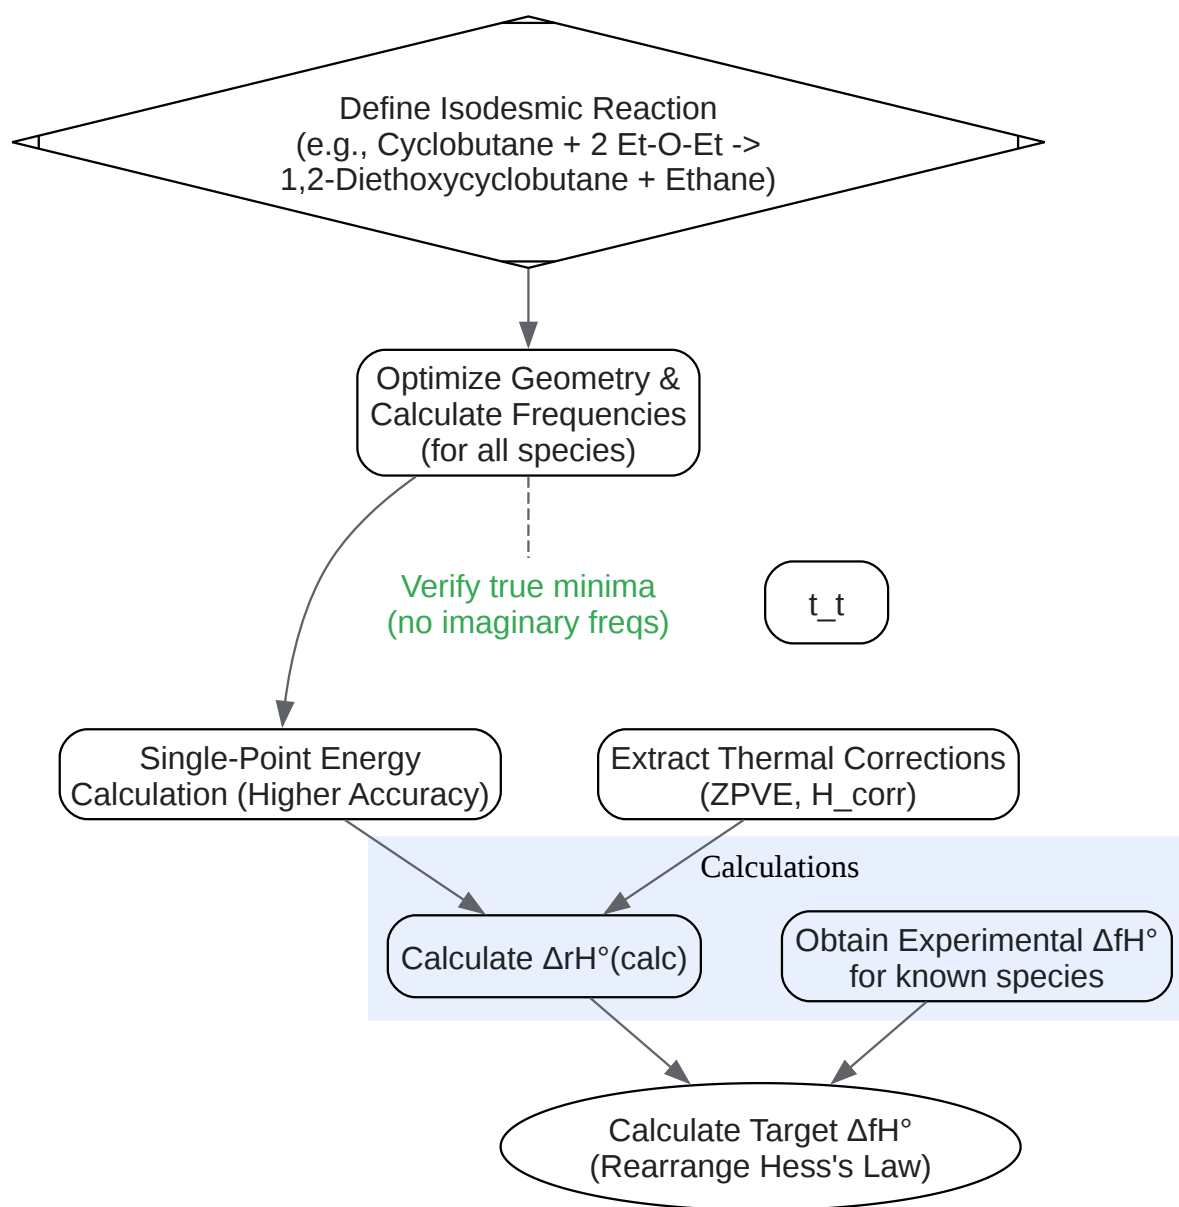 Define Isodesmic Reaction
(e.g., Cyclobutane + 2 Et-O-Et ->
1,2-Diethoxycyclobutane + Ethane)
Optimize Geometry &
Calculate Frequencies
(for all species)
Verify true minima
(no imaginary freqs)
t_t
Single-Point Energy
Calculation (Higher Accuracy)
Extract Thermal Corrections
(ZPVE, H_corr)
Calculations
Calculate ΔrH°(calc)
Obtain Experimental ΔfH°
for known species
Calculate Target ΔfH°
(Rearrange Hess's Law)